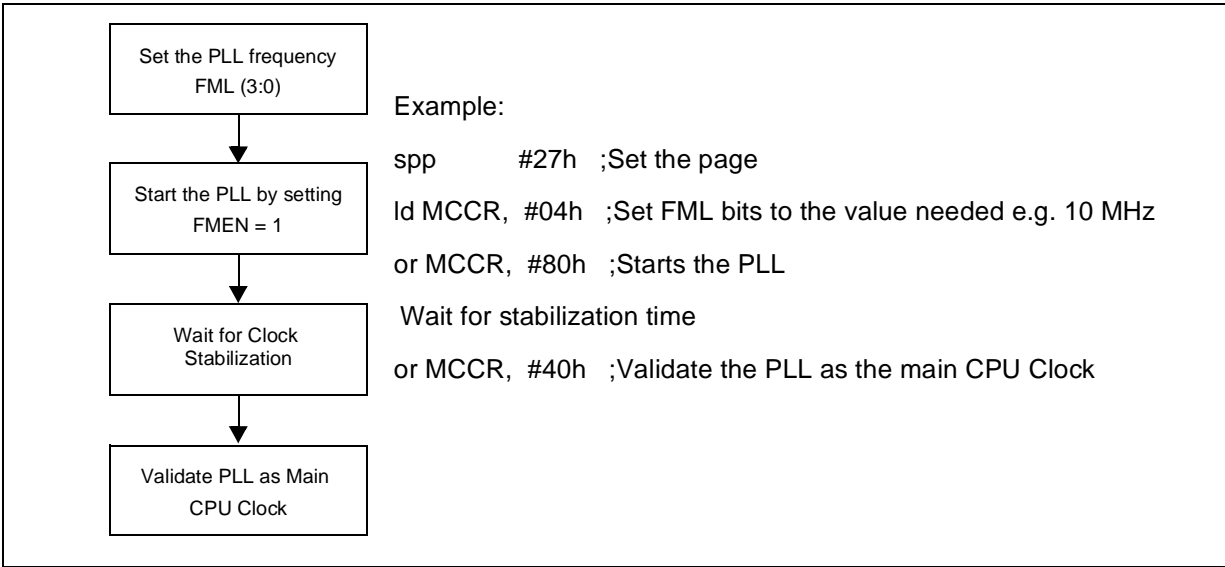 Set the PLL frequency
FML (3:0)
Start the PLL by setting
FMEN = 1
Wait for Clock
Stabilization
Validate PLL as Main
CPU Clock
Example:
spp #27h ;Set the page
ld MCCR, #04h ;Set FML bits to the value needed e.g. 10 MHz
or MCCR, #80h ;Starts the PLL
Wait for stabilization time
or MCCR, #40h ;Validate the PLL as the main CPU Clock